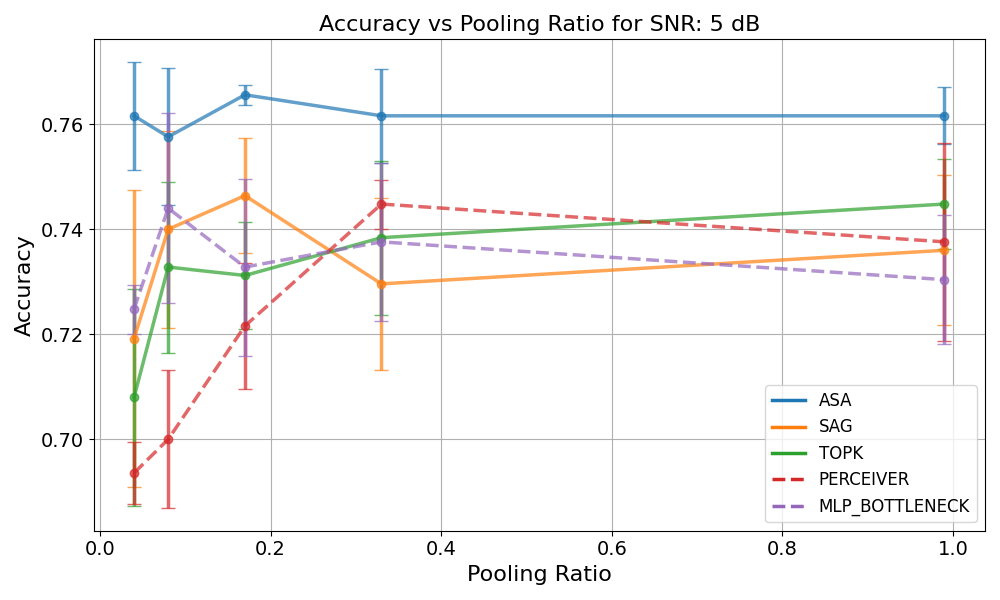 Accuracy vs Pooling Ratio for SNR: 5 dB
Accuracy
0.76
0.74
0.72
0.70
0.0
0.2
0.4
0.6
0.8
1.0
Pooling Ratio
ASA
SAG
TOPK
PERCEIVER
MLP_BOTTLENECK